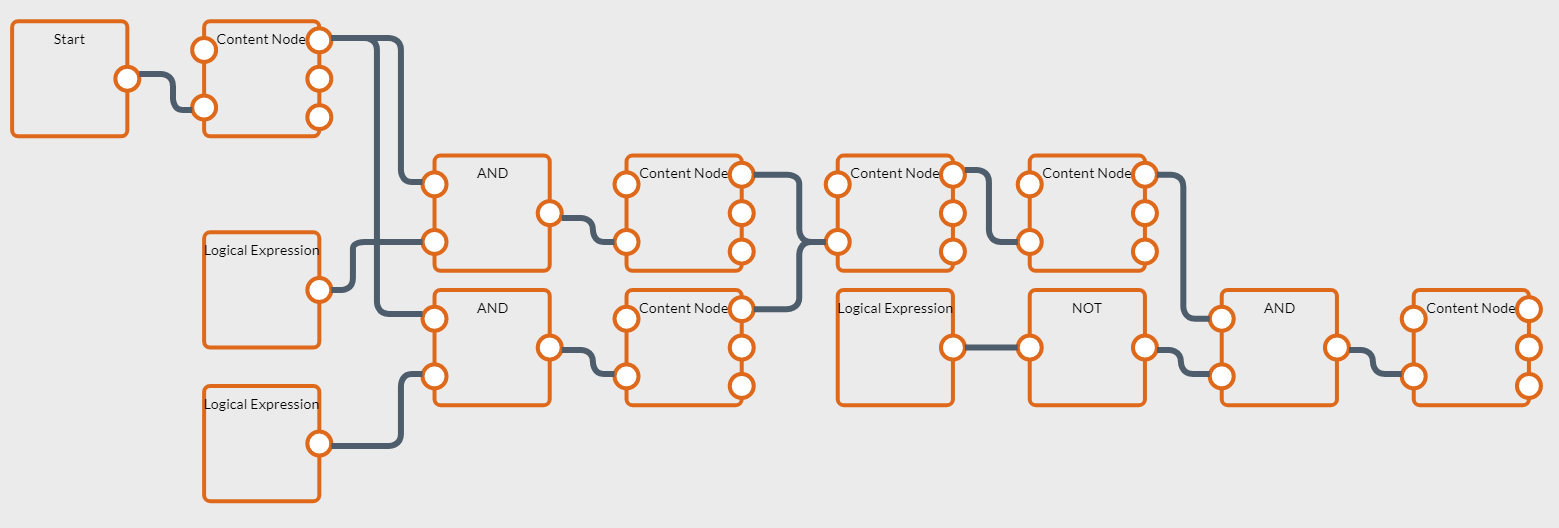 Start
Content Node
AND
Content Node
Content Node
Content Node
Logical Expression
AND
Content Node
Logical Expression
NOT
AND
Content Node
Logical Expression